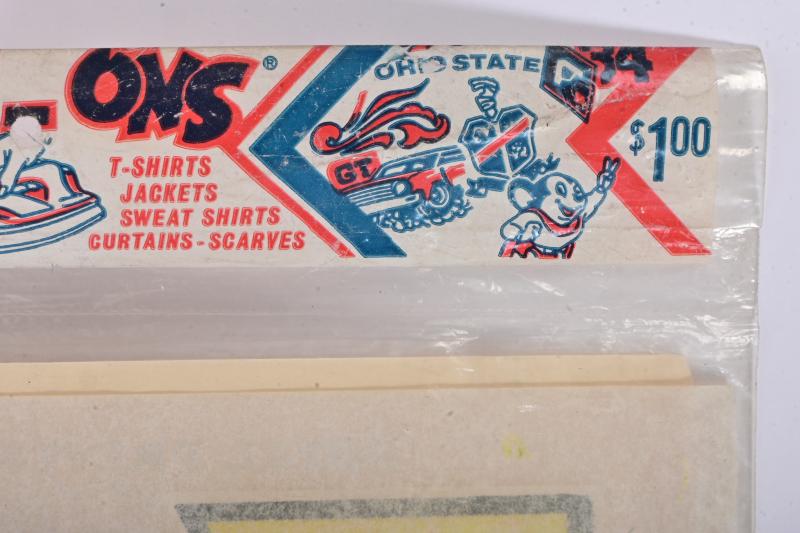 ONS®
T-SHIRTS
JACKETS
SWEAT SHIRTS
CURTAINS - SCARVES
OHIO STATE
GT
$1.00